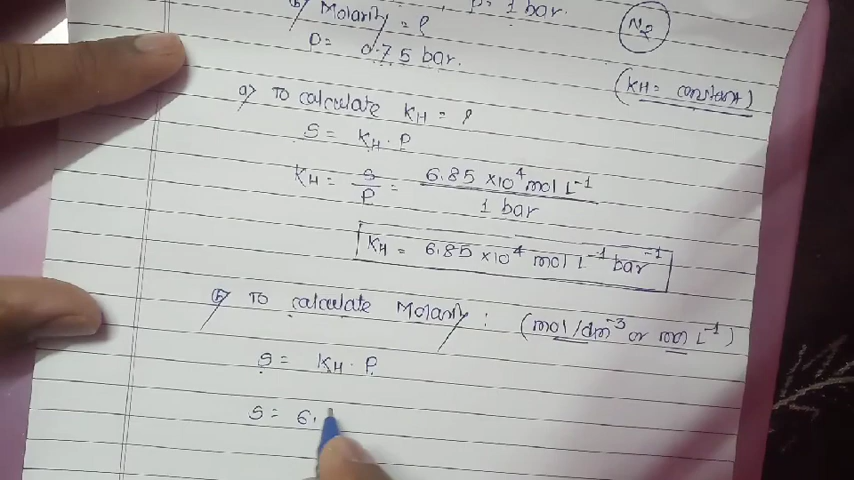 P = 1 bar.
b) Molarity = ?
P = 0.75 bar.
N2
(KH = constant)
a) To calculate KH = ?
S = KH . P
KH = S/P = 6.85 ×10^4 mol L^-1 / 1 bar
KH = 6.85 ×10^4 mol L^-1 bar^-1
b) To calculate Molarity : (mol/dm^-3 or mol L^-1)
S = KH . P
S = 6.